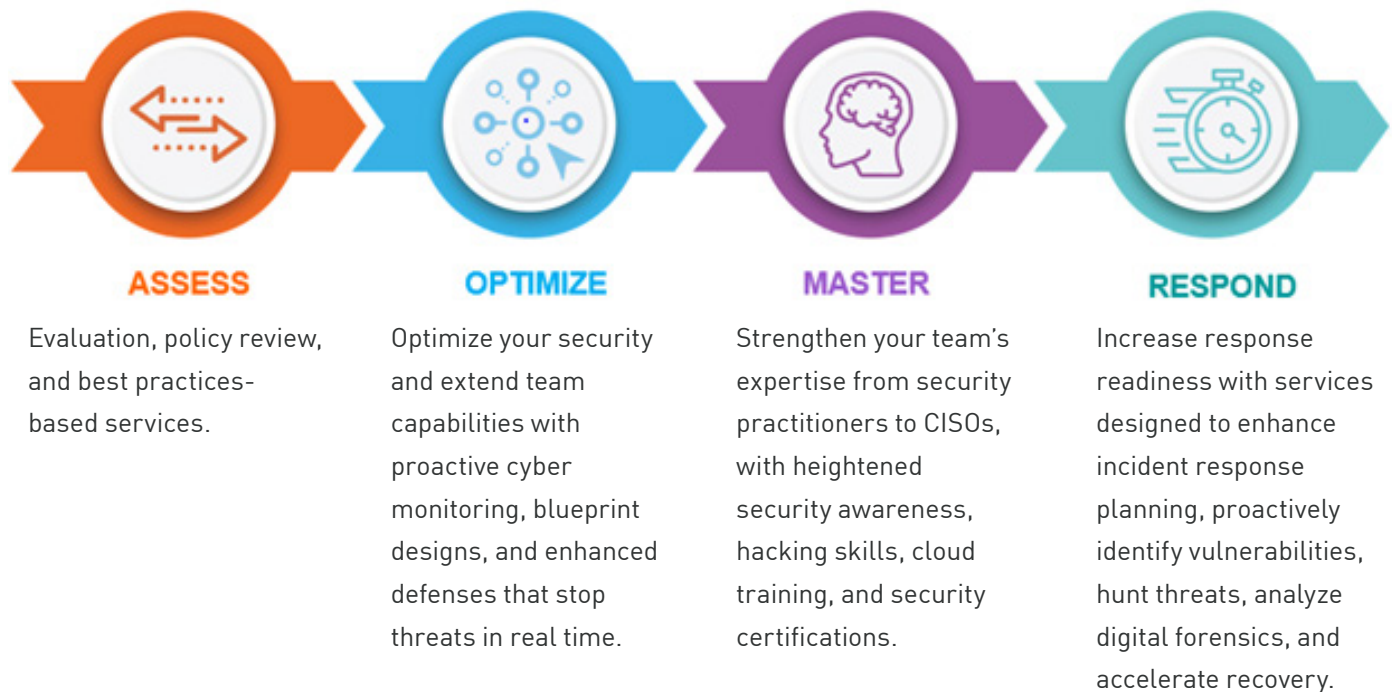 ASSESS
Evaluation, policy review,
and best practices-
based services.
OPTIMIZE
Optimize your security
and extend team
capabilities with
proactive cyber
monitoring, blueprint
designs, and enhanced
defenses that stop
threats in real time.
MASTER
Strengthen your team’s
expertise from security
practitioners to CISOs,
with heightened
security awareness,
hacking skills, cloud
training, and security
certifications.
RESPOND
Increase response
readiness with services
designed to enhance
incident response
planning, proactively
identify vulnerabilities,
hunt threats, analyze
digital forensics, and
accelerate recovery.